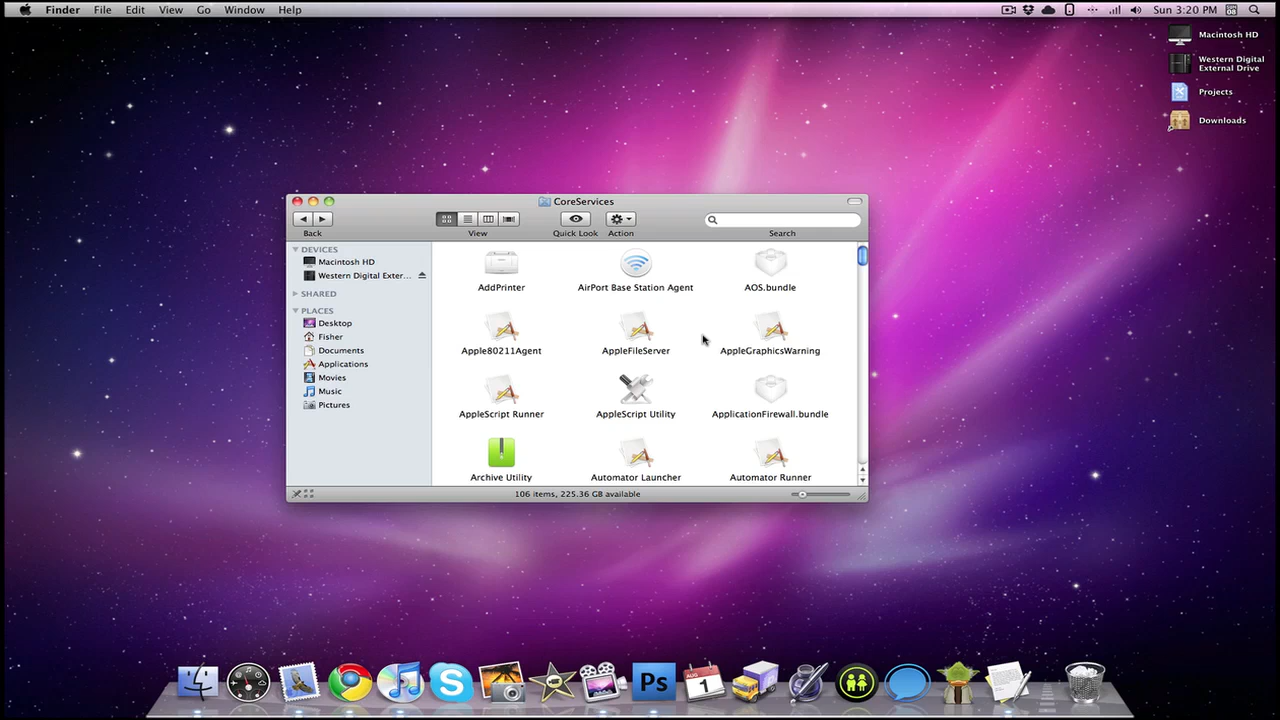 Finder File Edit View Go Window Help Sun 3:20 PM
Macintosh HD
Western Digital
External Drive
Projects
Downloads
CoreServices
Back View Quick Look Action Search
DEVICES
Macintosh HD
Western Digital Exter...
SHARED
PLACES
Desktop
Fisher
Documents
Applications
Movies
Music
Pictures
AddPrinter AirPort Base Station Agent AOS.bundle
Apple80211Agent AppleFileServer AppleGraphicsWarning
AppleScript Runner AppleScript Utility ApplicationFirewall.bundle
Archive Utility Automator Launcher Automator Runner
106 items, 225.36 GB available
Ps
AUG
1